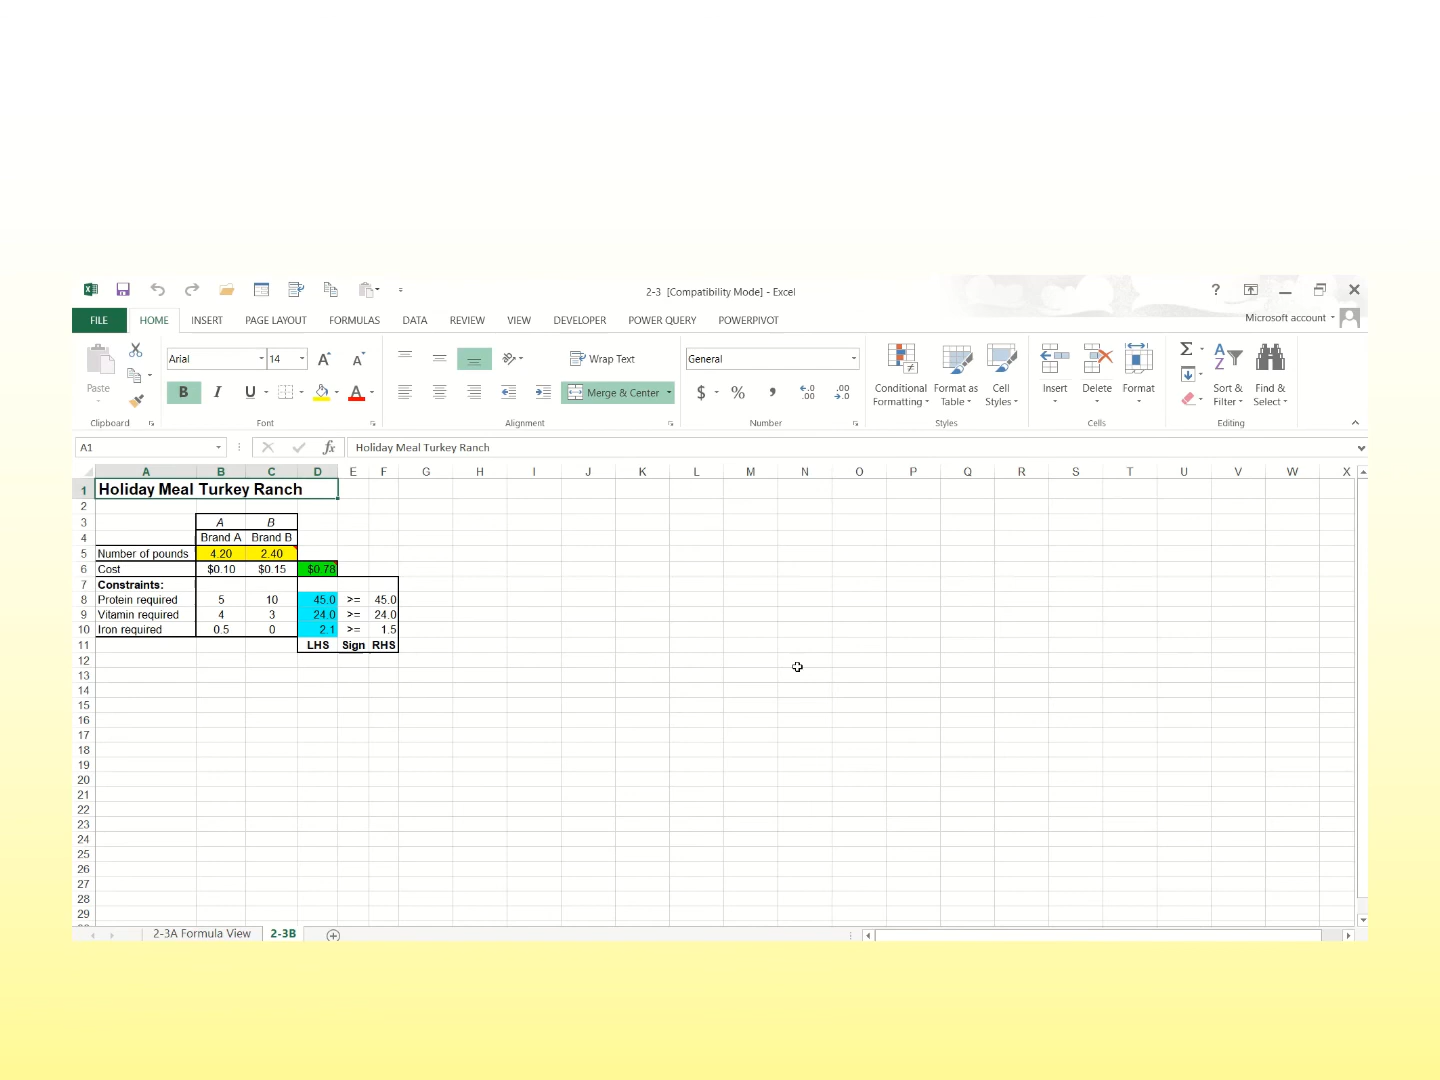 2-3 [Compatibility Mode] - Excel
?
FILE HOME INSERT PAGE LAYOUT FORMULAS DATA REVIEW VIEW DEVELOPER POWER QUERY POWERPIVOT Microsoft account
Paste
Clipboard
Arial 14 A A
B I U A
Font
Wrap Text
Merge & Center
Alignment
General
$ % , .0 .00 .00 .0
Number
Conditional Formatting
Format as Table
Cell Styles
Styles
Insert Delete Format
Cells
Σ
Sort & Filter
Find & Select
Editing
A1 fx Holiday Meal Turkey Ranch
A B C D E F G H I J K L M N O P Q R S T U V W X
1 Holiday Meal Turkey Ranch
2
3 A B
4 Brand A Brand B
5 Number of pounds 4.20 2.40
6 Cost $0.10 $0.15 $0.78
7 Constraints:
8 Protein required 5 10 45.0 >= 45.0
9 Vitamin required 4 3 24.0 >= 24.0
10 Iron required 0.5 0 2.1 >= 1.5
11 LHS Sign RHS
12
13
14
15
16
17
18
19
20
21
22
23
24
25
26
27
28
29
2-3A Formula View 2-3B